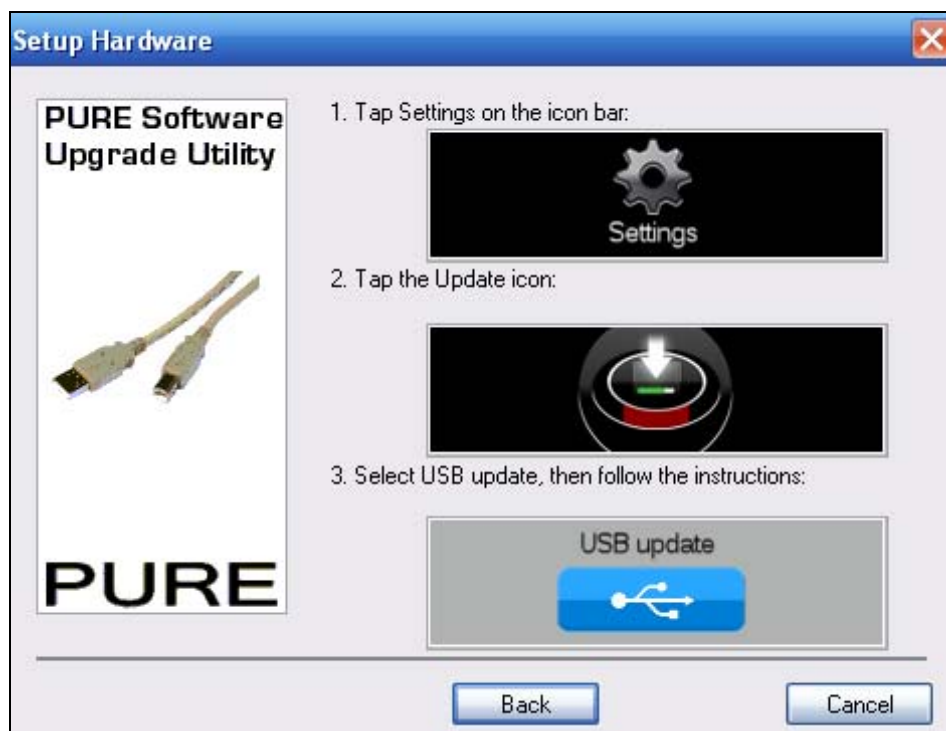 Setup Hardware
PURE Software
Upgrade Utility
PURE
1. Tap Settings on the icon bar:
Settings
2. Tap the Update icon:
3. Select USB update, then follow the instructions:
USB update
Back
Cancel